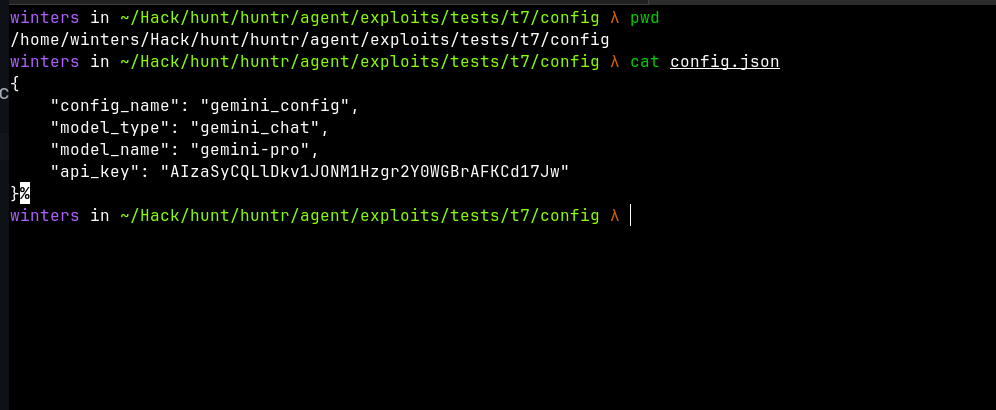 winters in ~/Hack/hunt/huntr/agent/exploits/tests/t7/config λ pwd
/home/winters/Hack/hunt/huntr/agent/exploits/tests/t7/config
winters in ~/Hack/hunt/huntr/agent/exploits/tests/t7/config λ cat config.json
{
    "config_name": "gemini_config",
    "model_type": "gemini_chat",
    "model_name": "gemini-pro",
    "api_key": "AIzaSyCQLlDkv1JONM1Hzgr2Y0WGBrAFKCd17Jw"
}%
winters in ~/Hack/hunt/huntr/agent/exploits/tests/t7/config λ